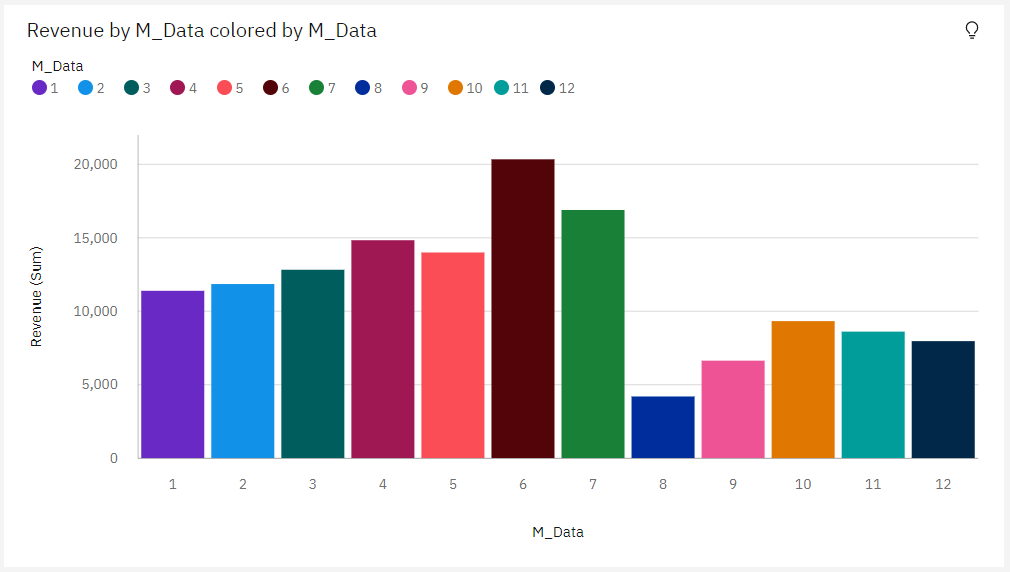 Revenue by M_Data colored by M_Data
M_Data
1 2 3 4 5 6 7 8 9 10 11 12
20,000
15,000
10,000
5,000
0
Revenue (Sum)
1 2 3 4 5 6 7 8 9 10 11 12
M_Data